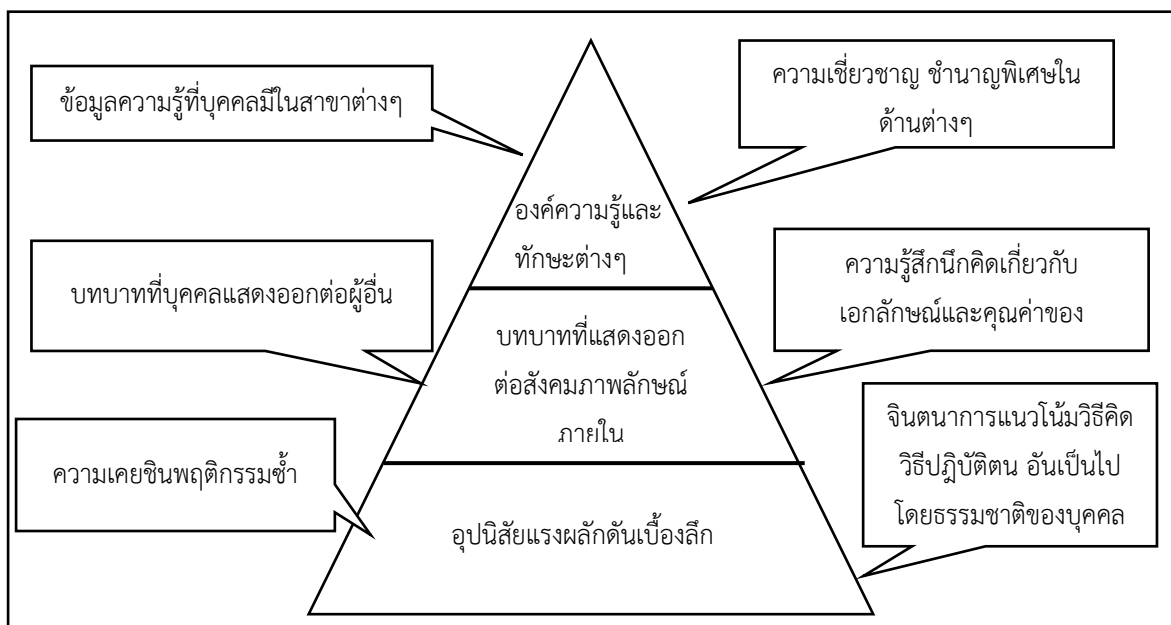 ข้อมูลความรู้ที่บุคคลมีในสาขาต่างๆ
ความเชี่ยวชาญ ชำนาญพิเศษใน
ด้านต่างๆ
องค์ความรู้และ
ทักษะต่างๆ
บทบาทที่บุคคลแสดงออกต่อผู้อื่น
ความรู้สึกนึกคิดเกี่ยวกับ
เอกลักษณ์และคุณค่าของ
บทบาทที่แสดงออก
ต่อสังคมภาพลักษณ์
ภายใน
ความเคยชินพฤติกรรมซ้ำ
จินตนาการแนวโน้มวิธีคิด
วิธีปฎิบัติตน อันเป็นไป
โดยธรรมชาติของบุคคล
อุปนิสัยแรงผลักดันเบื้องลึก